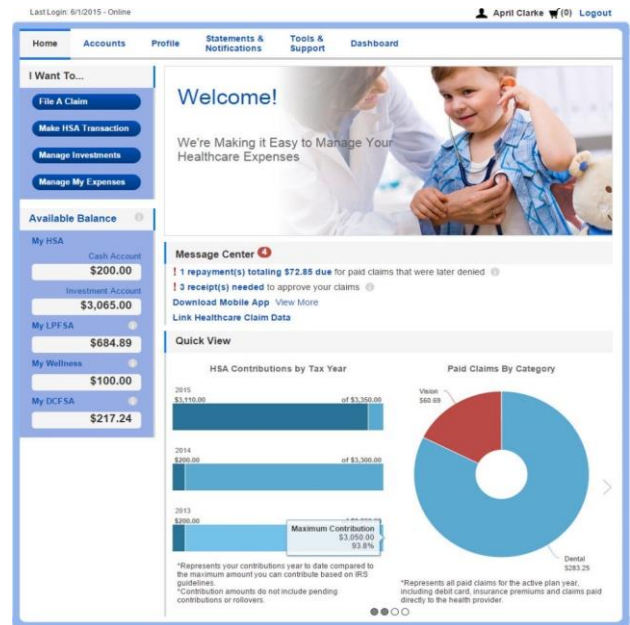 Last Login: 6/1/2015 - Online
April Clarke (0) Logout
Home Accounts Profile Statements & Notifications Tools & Support Dashboard
I Want To...
File A Claim
Make HSA Transaction
Manage Investments
Manage My Expenses
Available Balance
My HSA
Cash Account
$200.00
Investment Account
$3,065.00
My LPFSA
$684.89
My Wellness
$100.00
My DCFSA
$217.24
Welcome!
We're Making it Easy to Manage Your
Healthcare Expenses
Message Center 4
! 1 repayment(s) totaling $72.85 due for paid claims that were later denied
! 3 receipt(s) needed to approve your claims
Download Mobile App View More
Link Healthcare Claim Data
Quick View
HSA Contributions by Tax Year
2015
$3,110.00 of $3,350.00
2014
$200.00 of $3,300.00
2013
$200.00
Maximum Contribution
$3,050.00
93.8%
*Represents your contributions year to date compared to
the maximum amount you can contribute based on IRS
guidelines.
*Contribution amounts do not include pending
contributions or rollovers.
Paid Claims By Category
Vision
$60.69
Dental
$283.25
*Represents all paid claims for the active plan year,
including debit card, insurance premiums and claims paid
directly to the health provider.